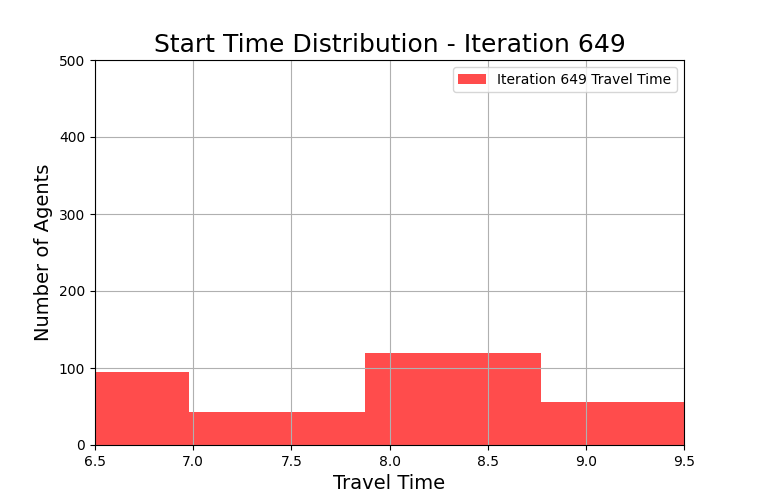 Start Time Distribution - Iteration 649
Iteration 649 Travel Time
Number of Agents
500
400
300
200
100
0
6.5 7.0 7.5 8.0 8.5 9.0 9.5
Travel Time